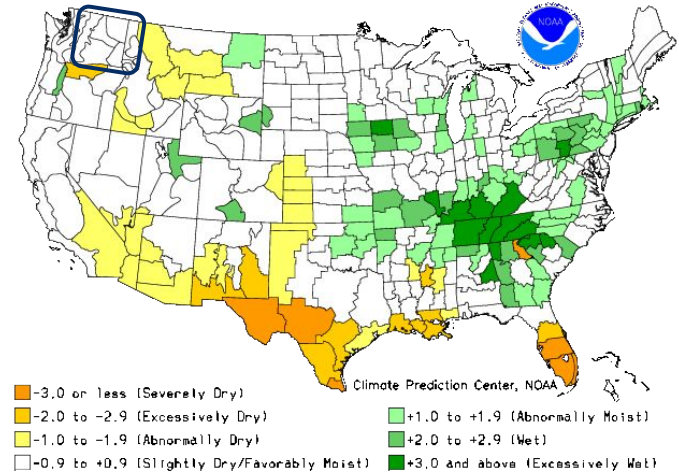 NOAA
Climate Prediction Center, NOAA
-3.0 or less (Severely Dry)
-2.0 to -2.9 (Excessively Dry)
-1.0 to -1.9 (Abnormally Dry)
-0.9 to +0.9 (Slightly Dry/Favorably Moist)
+1.0 to +1.9 (Abnormally Moist)
+2.0 to +2.9 (Wet)
+3.0 and above (Excessively Wet)